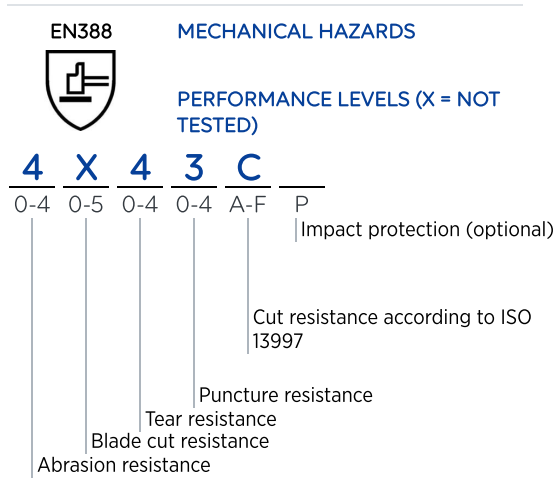 EN388
MECHANICAL HAZARDS
PERFORMANCE LEVELS (X = NOT
TESTED)
4 X 4 3 C
0-4 0-5 0-4 0-4 A-F P
Impact protection (optional)
Cut resistance according to ISO
13997
Puncture resistance
Tear resistance
Blade cut resistance
Abrasion resistance